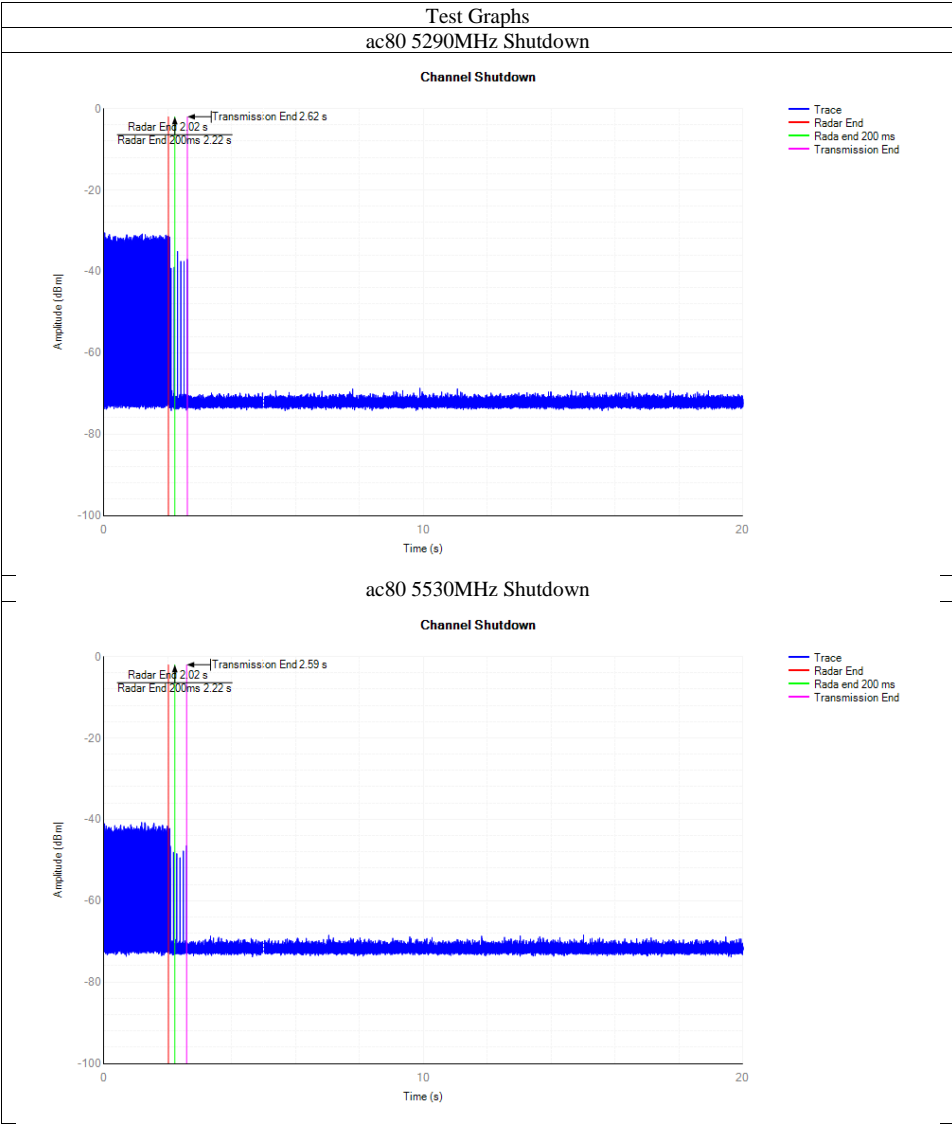 Test Graphs
ac80 5290MHz Shutdown
Channel Shutdown
0
Transmission End 2.62 s
Radar End 2.02 s
Radar End 200ms 2.22 s
Trace
Radar End
Rada end 200 ms
Transmission End
-20
-40
Amplitude [dBm]
-60
-80
-100
0
10
20
Time (s)
ac80 5530MHz Shutdown
Channel Shutdown
0
Transmission End 2.59 s
Radar End 2.02 s
Radar End 200ms 2.22 s
Trace
Radar End
Rada end 200 ms
Transmission End
-20
-40
Amplitude [dBm]
-60
-80
-100
0
10
20
Time (s)